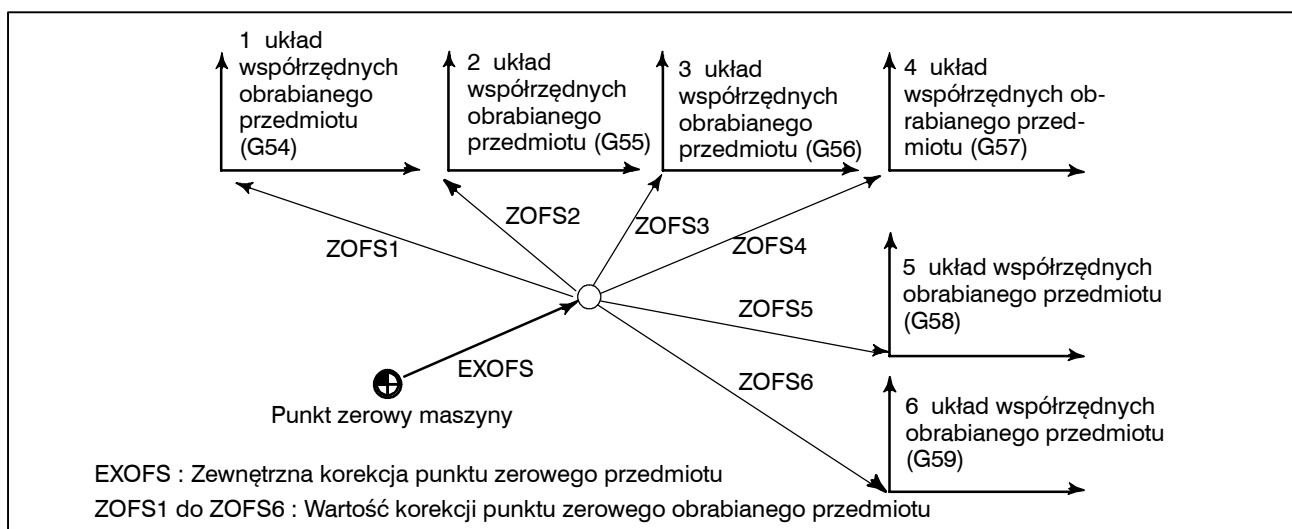 1 układ
współrzędnych
obrabianego
przedmiotu
(G54)
2 układ
współrzędnych
obrabianego
przedmiotu (G55)
3 układ
współrzędnych
obrabianego
przedmiotu (G56)
4 układ
współrzędnych ob-
rabianego przed-
miotu (G57)
ZOFS1
ZOFS2
ZOFS3
ZOFS4
ZOFS5
5 układ współrzędnych
obrabianego przedmiotu
(G58)
EXOFS
ZOFS6
Punkt zerowy maszyny
6 układ współrzędnych
obrabianego przedmiotu
(G59)
EXOFS : Zewnętrzna korekcja punktu zerowego przedmiotu
ZOFS1 do ZOFS6 : Wartość korekcji punktu zerowego obrabianego przedmiotu